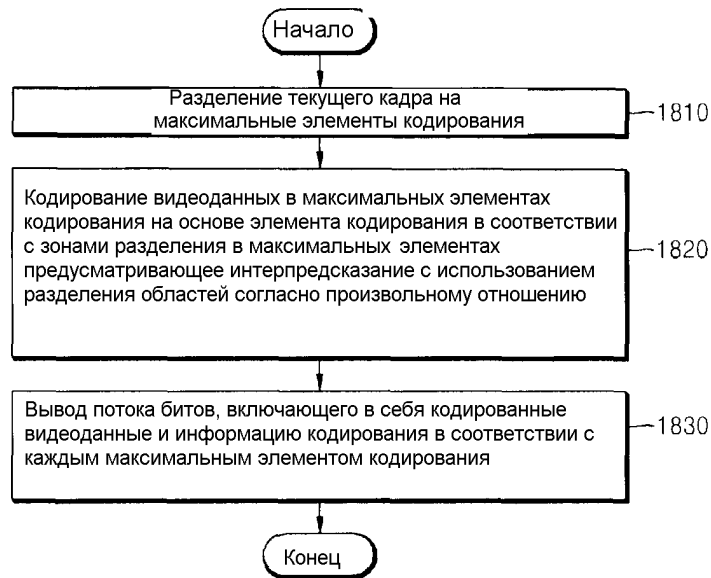 Начало
Разделение текущего кадра на
максимальные элементы кодирования
1810
Кодирование видеоданных в максимальных элементах
кодирования на основе элемента кодирования в соответствии
с зонами разделения в максимальных элементах
предусматривающее интерпредсказание с использованием
разделения областей согласно произвольному отношению
1820
Вывод потока битов, включающего в себя кодированные
видеоданные и информацию кодирования в соответствии с
каждым максимальным элементом кодирования
1830
Конец